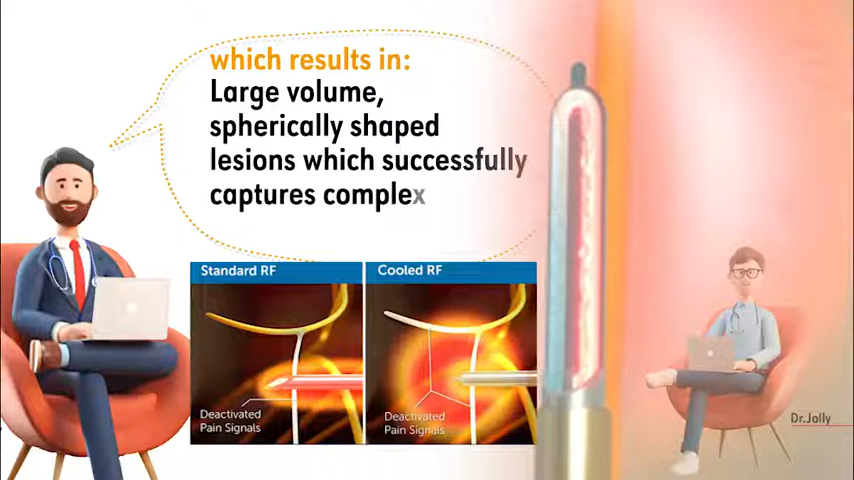 which results in:
Large volume,
spherically shaped
lesions which successfully
captures complex
Standard RF
Cooled RF
Deactivated
Pain Signals
Deactivated
Pain Signals
Dr.Jolly